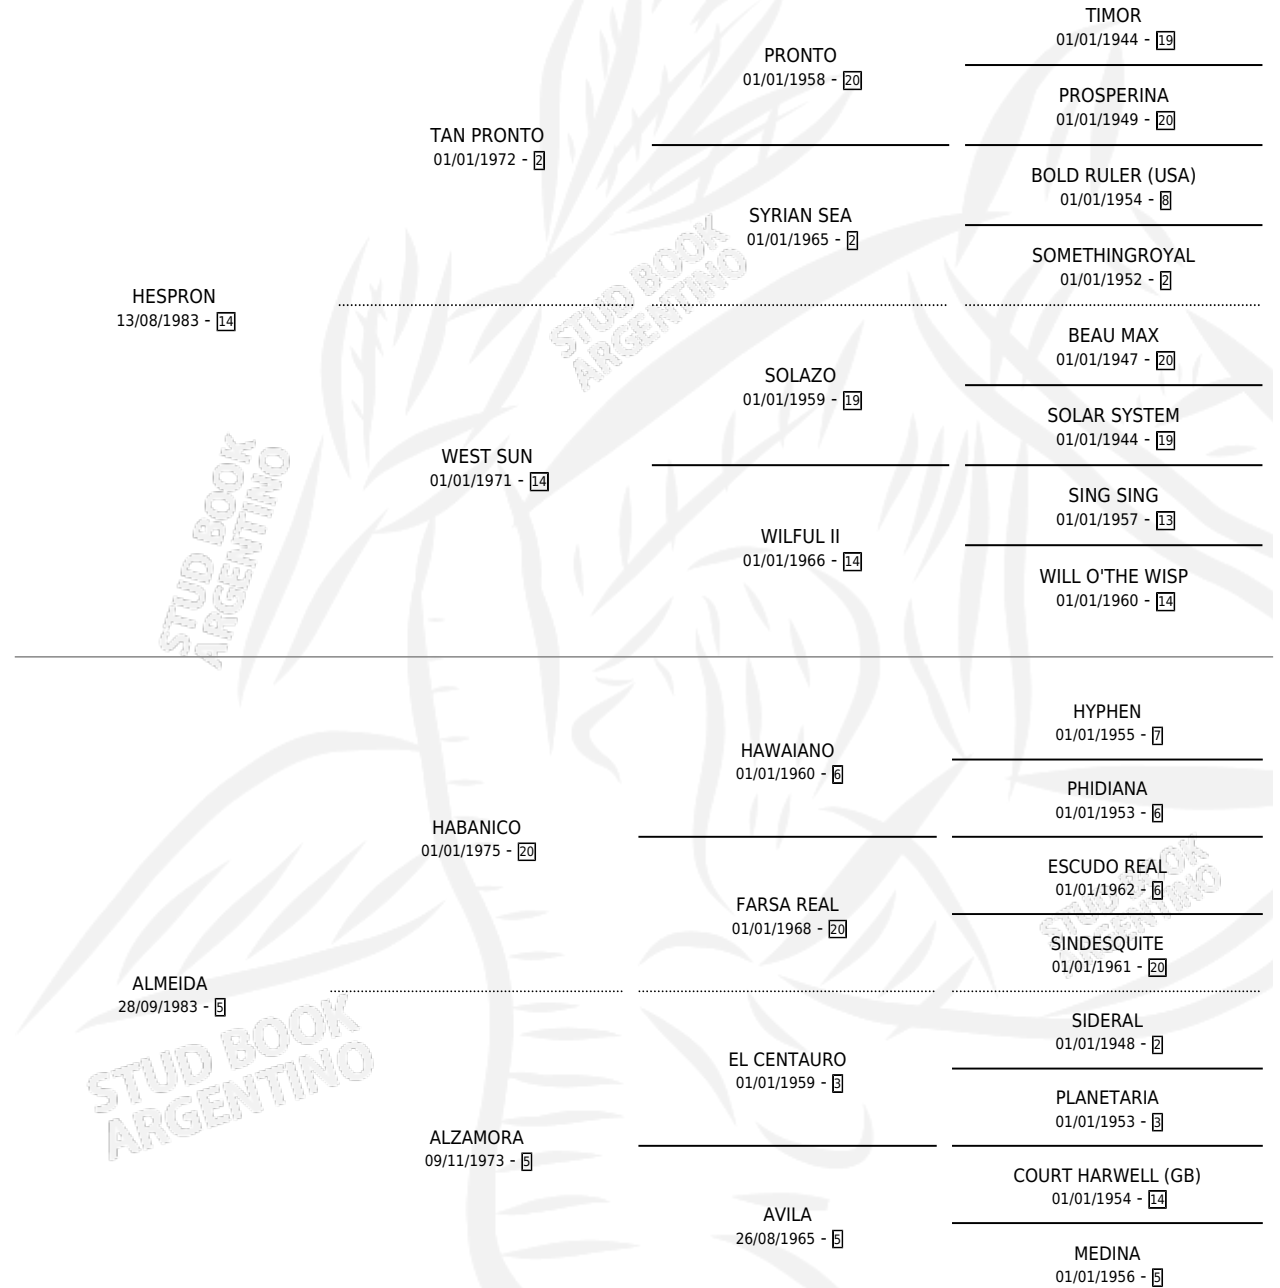 TIMOR
01/01/1944 - 19
PRONTO
01/01/1958 - 20
PROSPERINA
01/01/1949 - 20
TAN PRONTO
01/01/1972 - 2
BOLD RULER (USA)
01/01/1954 - 8
SYRIAN SEA
01/01/1965 - 2
SOMETHINGROYAL
01/01/1952 - 2
HESPRON
13/08/1983 - 14
STUD BOOK
ARGENTINO
BEAU MAX
01/01/1947 - 20
SOLAZO
01/01/1959 - 19
SOLAR SYSTEM
01/01/1944 - 19
WEST SUN
01/01/1971 - 14
SING SING
01/01/1957 - 13
WILFUL II
01/01/1966 - 14
WILL O'THE WISP
01/01/1960 - 14
STUD BOOK
ARGENTINO
HYPHEN
01/01/1955 - 7
HAWAIANO
01/01/1960 - 6
PHIDIANA
01/01/1953 - 6
HABANICO
01/01/1975 - 20
ESCUDO REAL
01/01/1962 - 6
FARSA REAL
01/01/1968 - 20
STUD BOOK
ARGENTINO
SINDESQUITE
01/01/1961 - 20
ALMEIDA
28/09/1983 - 5
SIDERAL
01/01/1948 - 2
EL CENTAURO
01/01/1959 - 3
PLANETARIA
01/01/1953 - 3
STUD BOOK
ARGENTINO
ALZAMORA
09/11/1973 - 5
COURT HARWELL (GB)
01/01/1954 - 14
AVILA
26/08/1965 - 5
MEDINA
01/01/1956 - 5